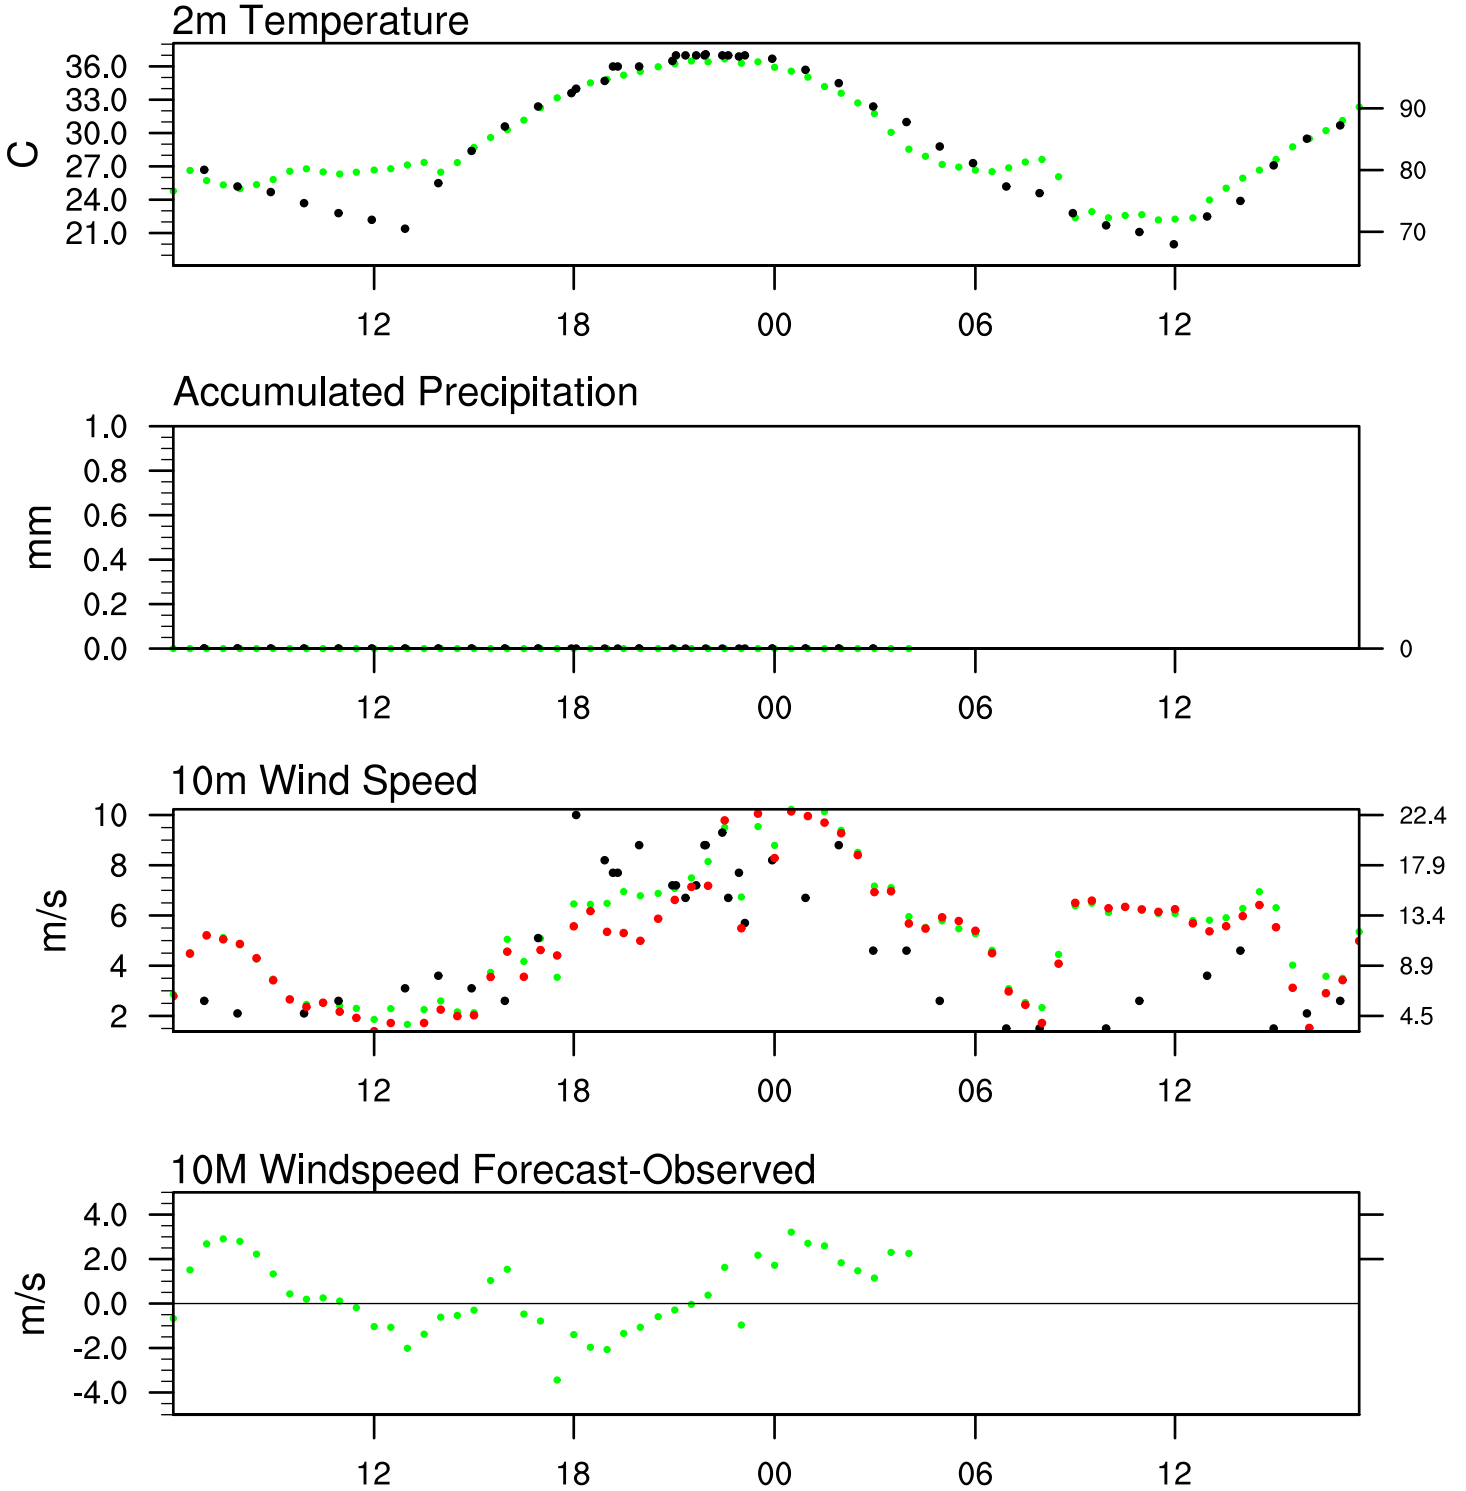 2m Temperature
36.0
33.0
30.0
27.0
24.0
21.0
C
90
80
70
12 18 00 06 12
Accumulated Precipitation
1.0
0.8
0.6
0.4
0.2
0.0
mm
0
12 18 00 06 12
10m Wind Speed
10
8
6
4
2
m/s
22.4
17.9
13.4
8.9
4.5
12 18 00 06 12
10M Windspeed Forecast-Observed
4.0
2.0
0.0
-2.0
-4.0
m/s
12 18 00 06 12